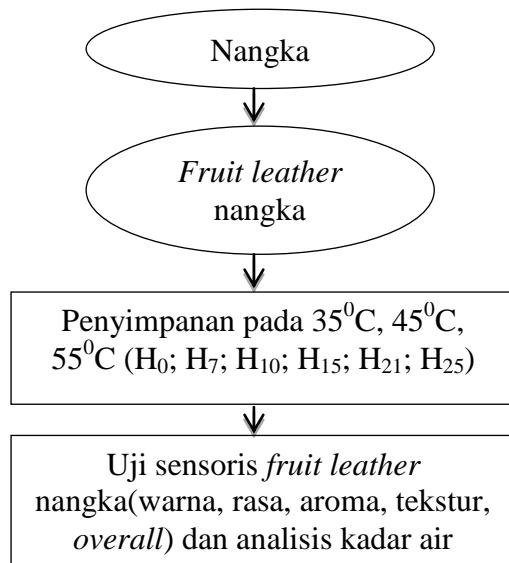 Nangka
Fruit leather
nangka
Penyimpanan pada 35⁰C, 45⁰C,
55⁰C (H₀; H₇; H₁₀; H₁₅; H₂₁; H₂₅)
Uji sensoris fruit leather
nangka(warna, rasa, aroma, tekstur,
overall) dan analisis kadar air